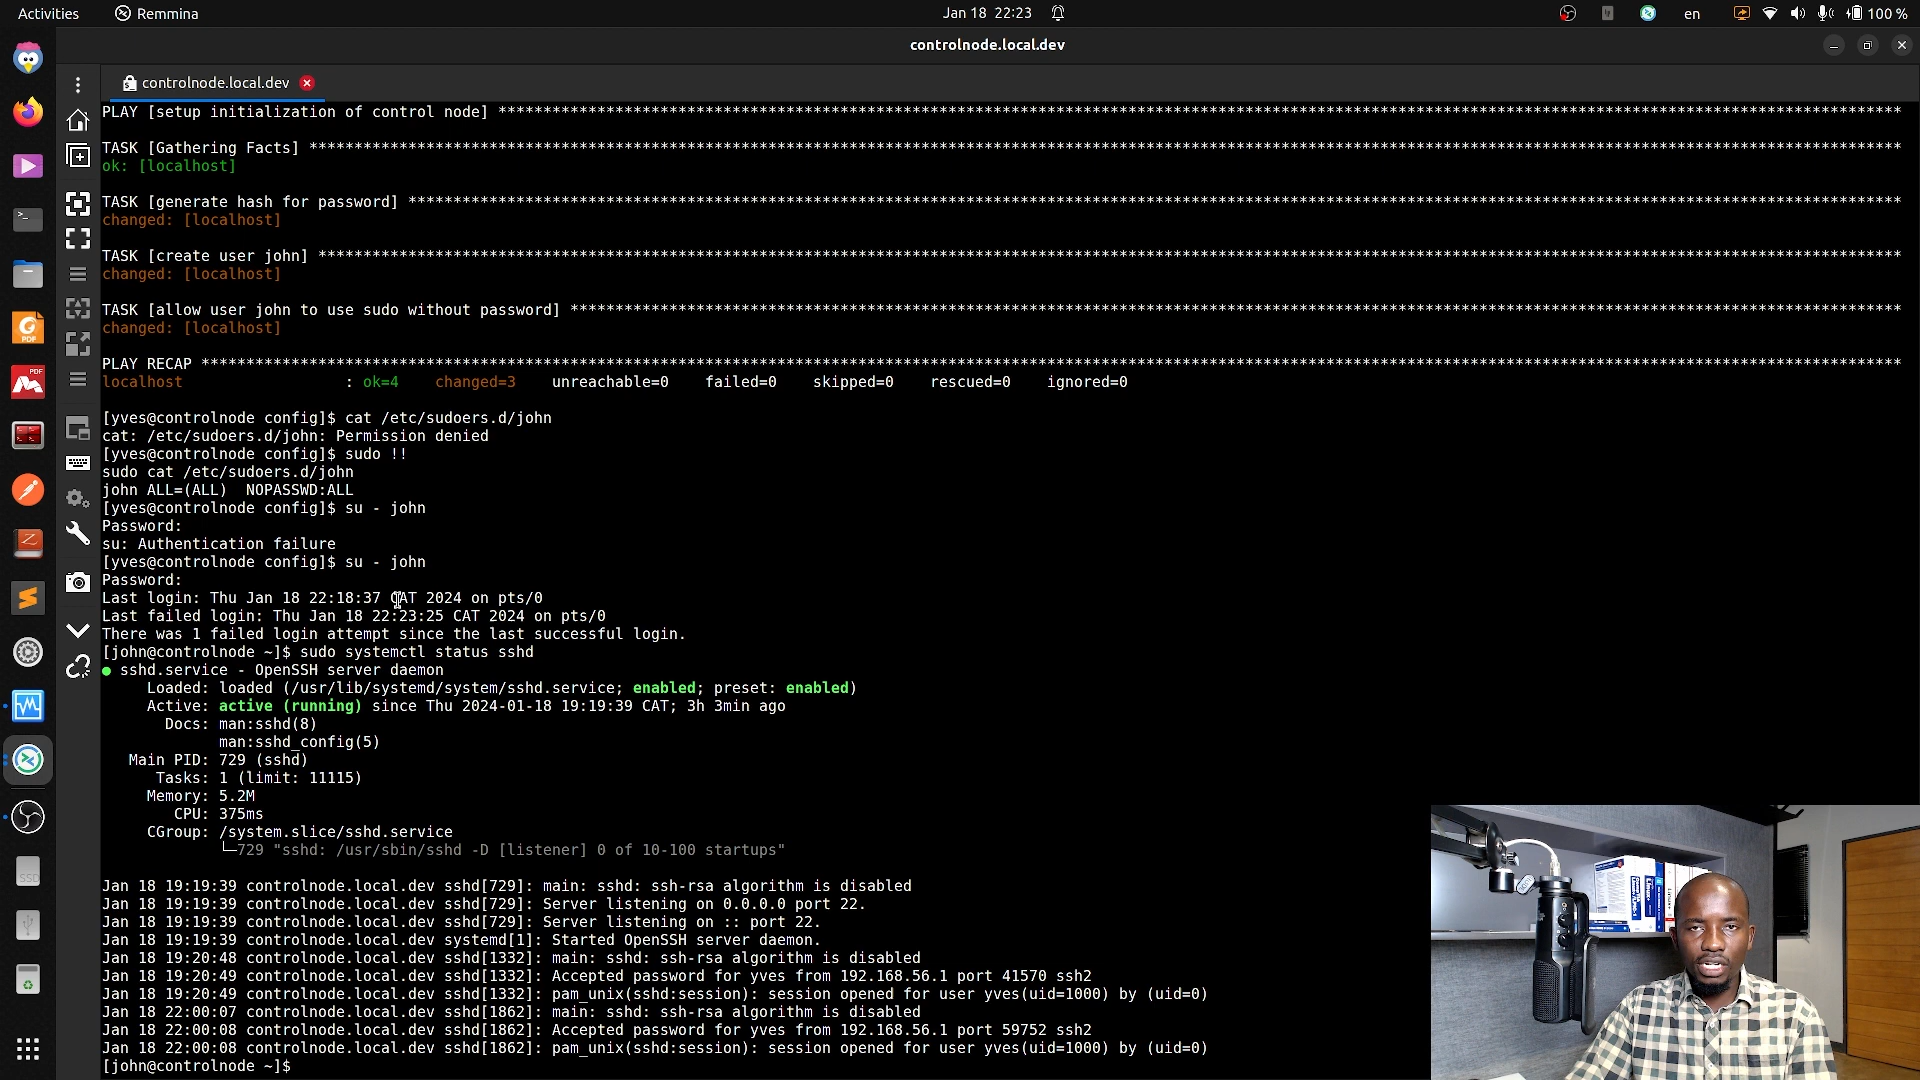 Activities
Remmina
Jan 18 22:23
en
100 %
controlnode.local.dev
controlnode.local.dev
PLAY [setup initialization of control node] ****************************************************************
TASK [Gathering Facts] ****************************************************************
ok: [localhost]
TASK [generate hash for password] ****************************************************************
changed: [localhost]
TASK [create user john] ****************************************************************
changed: [localhost]
TASK [allow user john to use sudo without password] ****************************************************************
changed: [localhost]
PLAY RECAP ****************************************************************
localhost : ok=4 changed=3 unreachable=0 failed=0 skipped=0 rescued=0 ignored=0
[yves@controlnode config]$ cat /etc/sudoers.d/john
cat: /etc/sudoers.d/john: Permission denied
[yves@controlnode config]$ sudo !!
sudo cat /etc/sudoers.d/john
john ALL=(ALL) NOPASSWD:ALL
[yves@controlnode config]$ su - john
Password:
su: Authentication failure
[yves@controlnode config]$ su - john
Password:
Last login: Thu Jan 18 22:18:37 CAT 2024 on pts/0
Last failed login: Thu Jan 18 22:23:25 CAT 2024 on pts/0
There was 1 failed login attempt since the last successful login.
[john@controlnode ~]$ sudo systemctl status sshd
● sshd.service - OpenSSH server daemon
Loaded: loaded (/usr/lib/systemd/system/sshd.service; enabled; preset: enabled)
Active: active (running) since Thu 2024-01-18 19:19:39 CAT; 3h 3min ago
Docs: man:sshd(8)
man:sshd_config(5)
Main PID: 729 (sshd)
Tasks: 1 (limit: 11115)
Memory: 5.2M
CPU: 375ms
CGroup: /system.slice/sshd.service
└─729 "sshd: /usr/sbin/sshd -D [listener] 0 of 10-100 startups"
Jan 18 19:19:39 controlnode.local.dev sshd[729]: main: sshd: ssh-rsa algorithm is disabled
Jan 18 19:19:39 controlnode.local.dev sshd[729]: Server listening on 0.0.0.0 port 22.
Jan 18 19:19:39 controlnode.local.dev sshd[729]: Server listening on :: port 22.
Jan 18 19:19:39 controlnode.local.dev systemd[1]: Started OpenSSH server daemon.
Jan 18 19:20:48 controlnode.local.dev sshd[1332]: main: sshd: ssh-rsa algorithm is disabled
Jan 18 19:20:49 controlnode.local.dev sshd[1332]: Accepted password for yves from 192.168.56.1 port 41570 ssh2
Jan 18 19:20:49 controlnode.local.dev sshd[1332]: pam_unix(sshd:session): session opened for user yves(uid=1000) by (uid=0)
Jan 18 22:00:07 controlnode.local.dev sshd[1862]: main: sshd: ssh-rsa algorithm is disabled
Jan 18 22:00:08 controlnode.local.dev sshd[1862]: Accepted password for yves from 192.168.56.1 port 59752 ssh2
Jan 18 22:00:08 controlnode.local.dev sshd[1862]: pam_unix(sshd:session): session opened for user yves(uid=1000) by (uid=0)
[john@controlnode ~]$